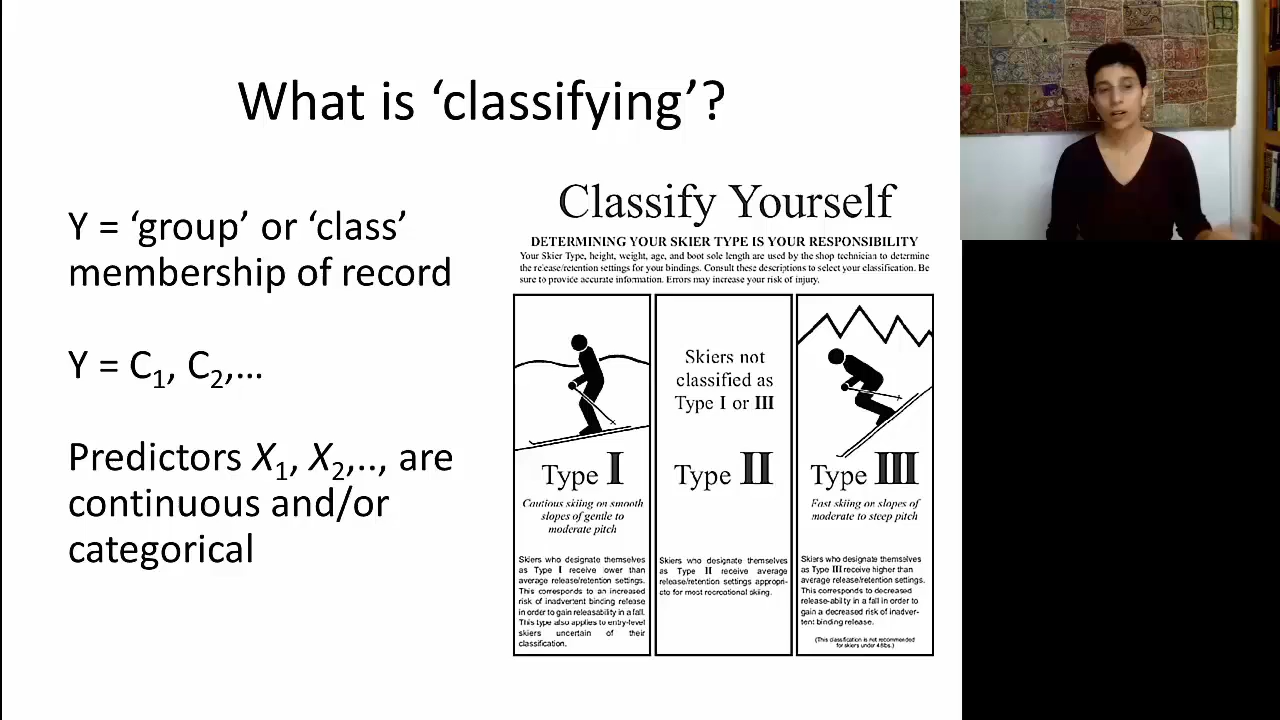 What is ‘classifying’?
Y = ‘group’ or ‘class’
membership of record
Y = C1, C2,...
Predictors X1, X2,.., are
continuous and/or
categorical
Classify Yourself
DETERMINING YOUR SKIER TYPE IS YOUR RESPONSIBILITY
Your Skier Type, height, weight, age, and boot sole length are used by the shop technician to determine
the release/retention settings for your bindings. Consult these descriptions to select your classification. Be
sure to provide accurate information. Errors may increase your risk of injury.
Type I
Cautious skiing on smooth
slopes of gentle to
moderate pitch
Skiers who designate themselves
as Type I receive ower than
average release/retention settings.
This corresponds to an increased
risk of inadvertent binding release
in order to gain releasability in a fall.
This type also applies to entry-level
skiers uncertain of their
classification.
Skiers not
classified as
Type I or III
Type II
Skiers who designate themselves
as Type II receive average
release/retention settings appropri-
ate for most recreational skiing.
Type III
Fast skiing on slopes of
moderate to steep pitch
Skiers who designate themselves
as Type III receive higher than
average release/retention settings.
This corresponds to decreased
release-ability in a fall in order to
gain a decreased risk of inadver-
tent binding release.
(This classification is not recommended
for skiers under 48lbs.)